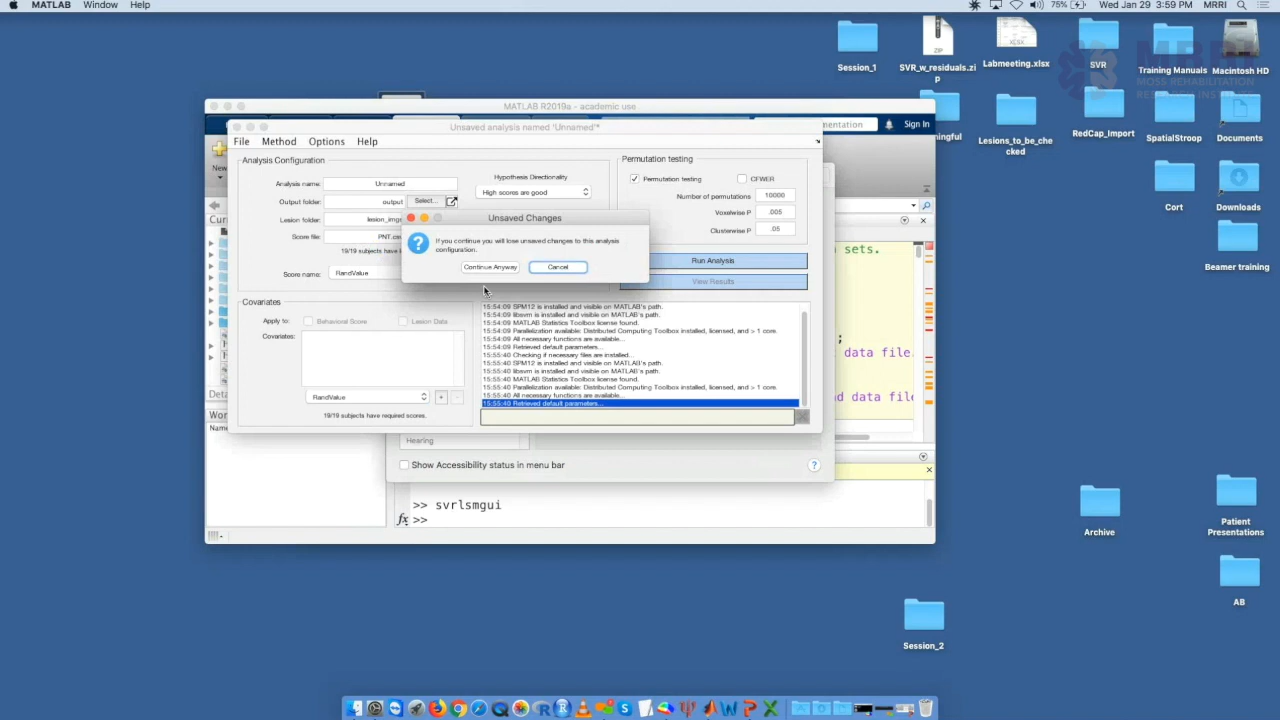 MATLAB Window Help
75% Wed Jan 29 3:59 PM MRRI
Session_1
ZIP
SVR_w_residuals.zi
p
XLSX
Labmeeting.xlsx
SVR
Training Manuals
Macintosh HD
MRRI
MOSS REHABILITATION
RESEARCH INSTITUTE
Lesions_to_be_che
cked
RedCap_Import
SpatialStroop
Documents
Cort
Downloads
Beamer training
Archive
Patient
Presentations
AB
Session_2
MATLAB R2019a - academic use
Sign In
New
Unsaved analysis named 'Unnamed'*
File Method Options Help
Analysis Configuration
Analysis name: Unnamed
Output folder: output Select...
Lesion folder:
Score file:
Score name: RandValue
Hypothesis Directionality
High scores are good
Permutation testing
Permutation testing CFWER
Number of permutations 10000
Voxelwise P .005
Clusterwise P .05
Run Analysis
View Results
Unsaved Changes
If you continue you will lose unsaved changes to this analysis
configuration.
Continue Anyway Cancel
Covariates
Apply to: Behavioral Score Lesion Data
Covariates:
RandValue + -
19/19 subjects have required scores.
15:54:09 SPM12 is installed and visible on MATLAB's path.
15:54:09 libsvm is installed and visible on MATLAB's path.
15:54:09 MATLAB Statistics Toolbox license found.
15:54:09 Parallelization available: Distributed Computing Toolbox installed, licensed, and > 1 com.
15:54:09 All necessary functions are available...
15:54:09 Retrieved default parameters...
15:55:40 Checking if necessary files are installed...
15:55:40 SPM12 is installed and visible on MATLAB's path.
15:55:40 libsvm is installed and visible on MATLAB's path.
15:55:40 MATLAB Statistics Toolbox license found.
15:55:40 Parallelization available: Distributed Computing Toolbox installed, licensed, and > 1 com.
15:55:40 All necessary functions are available...
15:55:40 Retrieved default parameters...
sets.
;
data file.
d data file
Hearing
Show Accessibility status in menu bar
?
>> svrlsmgui
fx >>